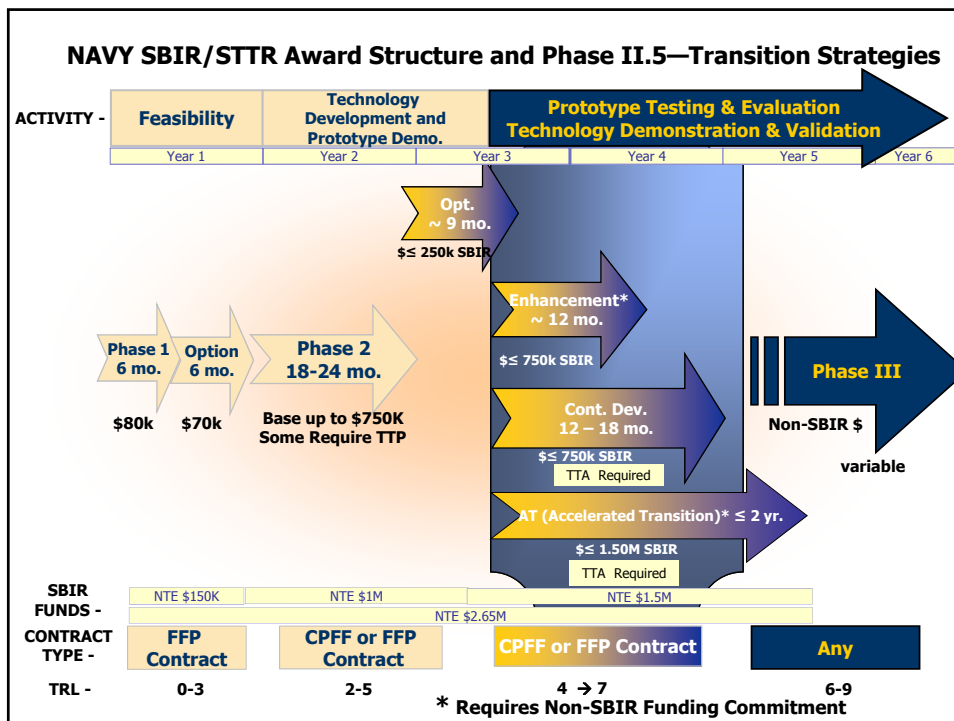 NAVY SBIR/STTR Award Structure and Phase II.5—Transition Strategies
ACTIVITY -
Feasibility
Technology
Development and
Prototype Demo.
Prototype Testing & Evaluation
Technology Demonstration & Validation
Year 1
Year 2
Year 3
Year 4
Year 5
Year 6
Opt.
~ 9 mo.
$≤ 250k SBIR
Enhancement*
~ 12 mo.
$≤ 750k SBIR
Phase 1
6 mo.
Option
6 mo.
Phase 2
18-24 mo.
Phase III
$80k
$70k
Base up to $750K
Some Require TTP
Cont. Dev.
12 – 18 mo.
$≤ 750k SBIR
TTA Required
Non-SBIR $
variable
AT (Accelerated Transition)* ≤ 2 yr.
$≤ 1.50M SBIR
TTA Required
SBIR
FUNDS -
NTE $150K
NTE $1M
NTE $1.5M
NTE $2.65M
CONTRACT
TYPE -
FFP
Contract
CPFF or FFP
Contract
CPFF or FFP Contract
Any
TRL -
0-3
2-5
4 → 7
6-9
* Requires Non-SBIR Funding Commitment